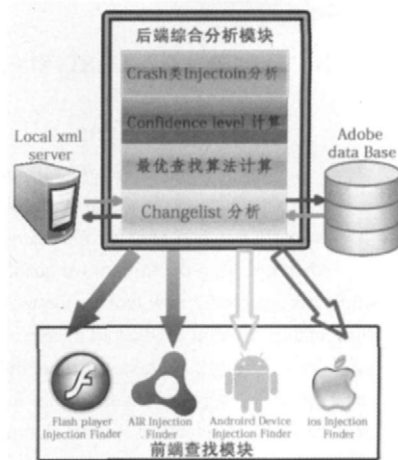 后端综合分析模块
Crash类Injectoin分析
Confidence level 计算
最优查找算法计算
Changelist 分析
Local xml
server
Adobe
data Base
Flash player
Injection Finder
AIR Injection
Finder
Androird Device
Injection Finder
ios Injection
Finder
前端查找模块